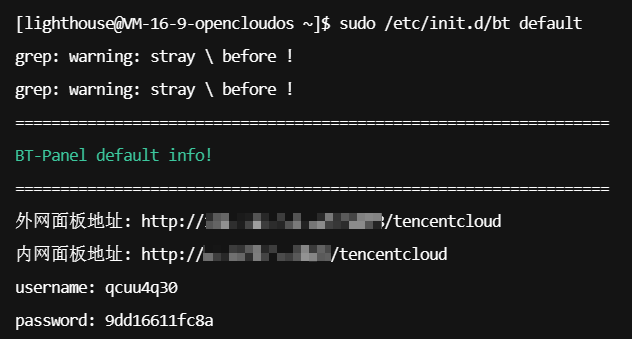 [lighthouse@VM-16-9-opencloudos ~]$ sudo /etc/init.d/bt default
grep: warning: stray \ before !
grep: warning: stray \ before !
==================================================================
BT-Panel default info!
==================================================================
外网面板地址: http:///tencentcloud
内网面板地址: http:///tencentcloud
username: qcuu4q30
password: 9dd16611fc8a